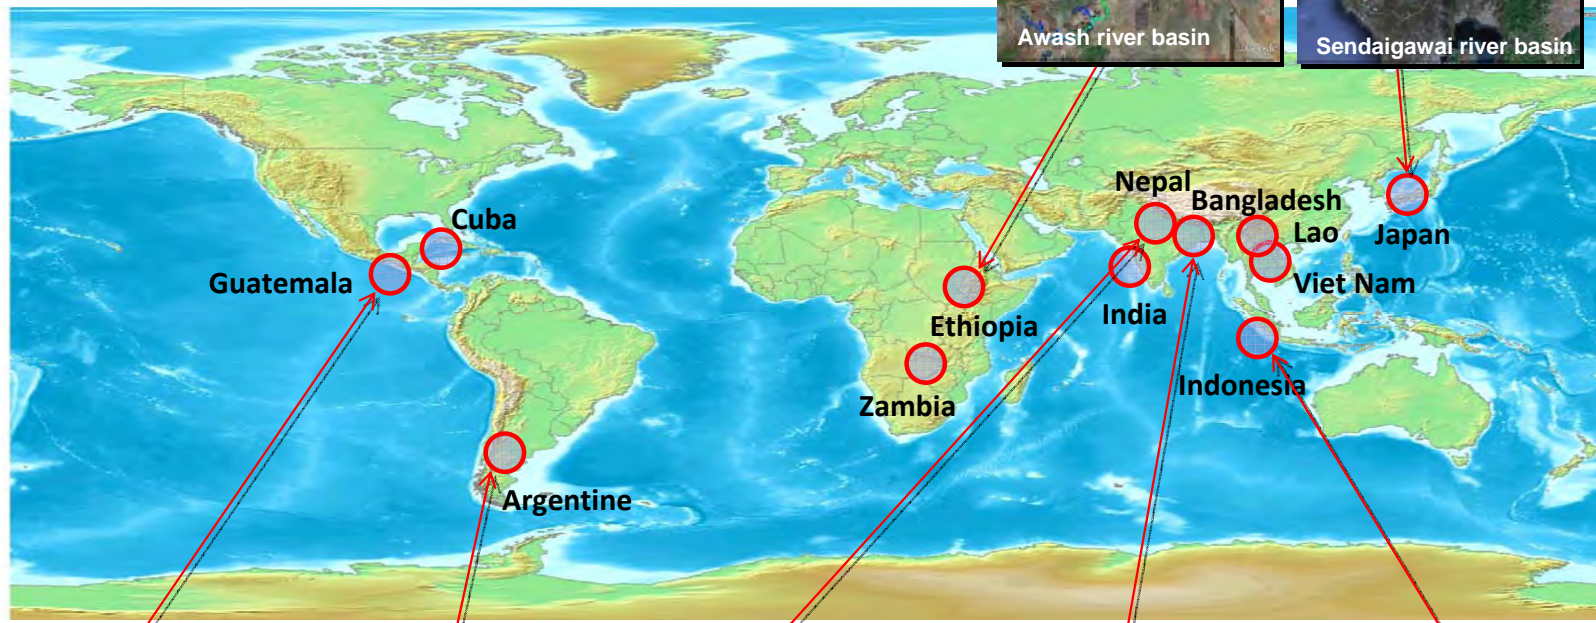 Awash river basin
Sendaigawai river basin
Nepal
Bangladesh
Cuba
Lao
Japan
Guatemala
Viet Nam
India
Ethiopia
Indonesia
Zambia
Argentine